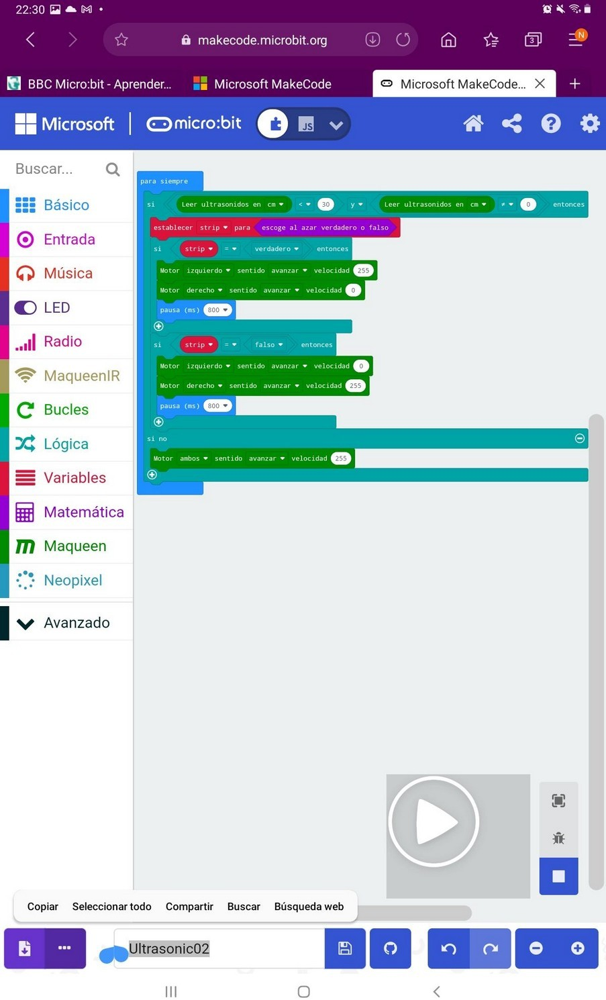 22:30
makecode.microbit.org
3
N
BBC Micro:bit - Aprender...
Microsoft MakeCode
Microsoft MakeCode...
Microsoft
micro:bit
JS
Buscar...
Básico
Entrada
Música
LED
Radio
MaqueenIR
Bucles
Lógica
Variables
Matemática
Maqueen
Neopixel
Avanzado
para siempre
si Leer ultrasonidos en cm < 30 y Leer ultrasonidos en cm ≠ 0 entonces
establecer strip para escoge al azar verdadero o falso
si strip = verdadero entonces
Motor izquierdo sentido avanzar velocidad 255
Motor derecho sentido avanzar velocidad 0
pausa (ms) 800
si strip = falso entonces
Motor izquierdo sentido avanzar velocidad 0
Motor derecho sentido avanzar velocidad 255
pausa (ms) 800
si no
Motor ambos sentido avanzar velocidad 255
Copiar Seleccionar todo Compartir Buscar Búsqueda web
Ultrasonic02